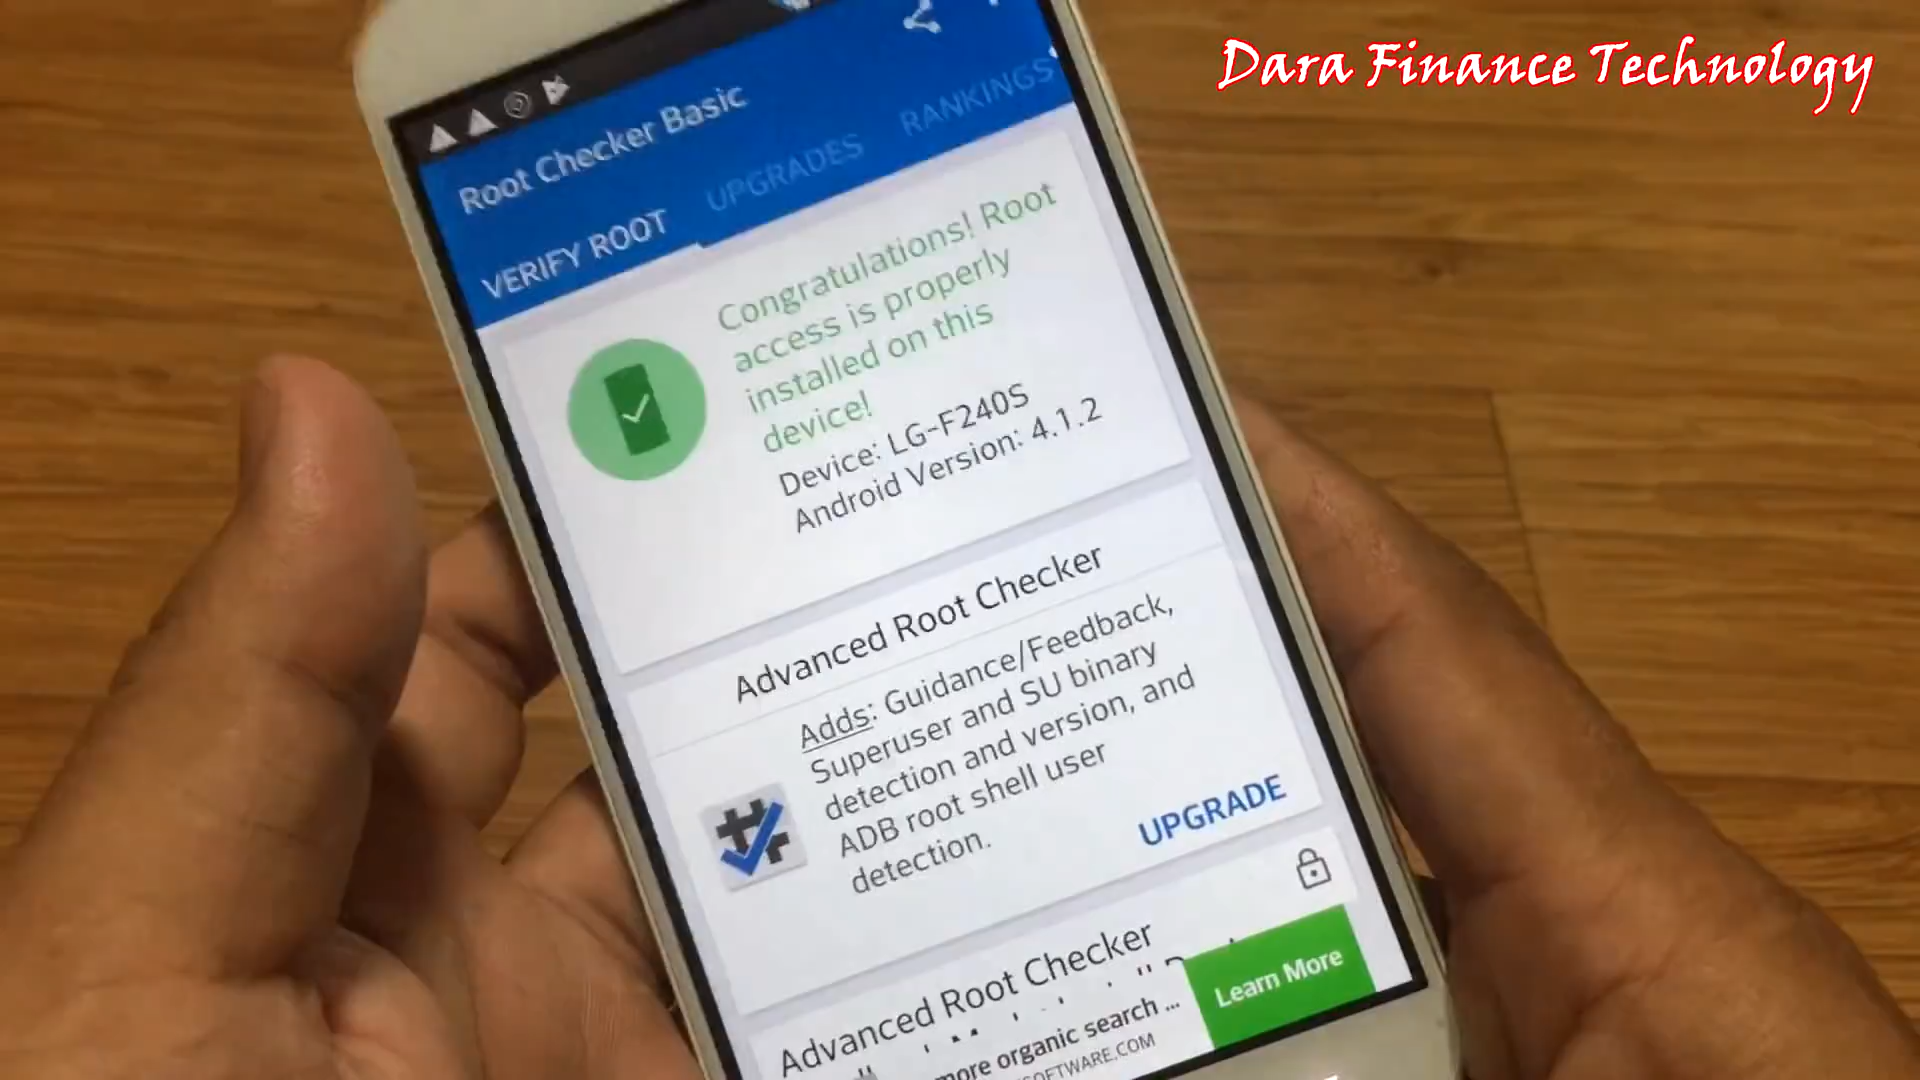 Dara Finance Technology
Root Checker Basic
VERIFY ROOT
UPGRADES
RANKINGS
Congratulations! Root
access is properly
installed on this
device!
Device: LG-F240S
Android Version: 4.1.2
Advanced Root Checker
Adds: Guidance/Feedback,
Superuser and SU binary
detection and version, and
ADB root shell user
detection.
UPGRADE
Advanced Root Checker
more organic search ...
SOFTWARE.COM
Learn More